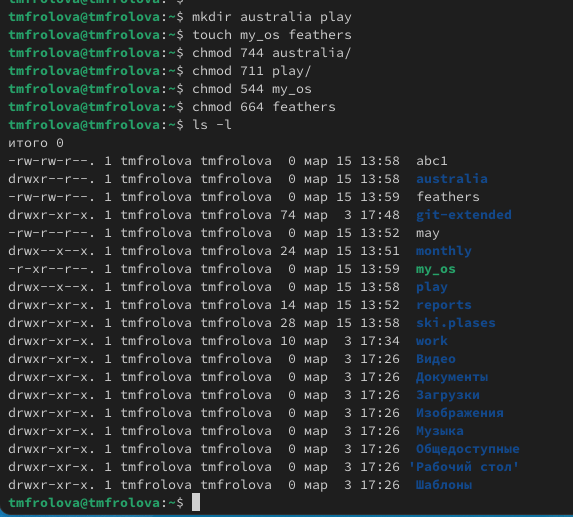 tmfrolova@tmfrolova:~$
tmfrolova@tmfrolova:~$ mkdir australia play
tmfrolova@tmfrolova:~$ touch my_os feathers
tmfrolova@tmfrolova:~$ chmod 744 australia/
tmfrolova@tmfrolova:~$ chmod 711 play/
tmfrolova@tmfrolova:~$ chmod 544 my_os
tmfrolova@tmfrolova:~$ chmod 664 feathers
tmfrolova@tmfrolova:~$ ls -l
итого 0
-rw-rw-r--. 1 tmfrolova tmfrolova  0 мар 15 13:58  abc1
drwxr--r--. 1 tmfrolova tmfrolova  0 мар 15 13:58  australia
-rw-rw-r--. 1 tmfrolova tmfrolova  0 мар 15 13:59  feathers
drwxr-xr-x. 1 tmfrolova tmfrolova 74 мар  3 17:48  git-extended
-rw-r--r--. 1 tmfrolova tmfrolova  0 мар 15 13:52  may
drwx--x--x. 1 tmfrolova tmfrolova 24 мар 15 13:51  monthly
-r-xr--r--. 1 tmfrolova tmfrolova  0 мар 15 13:59  my_os
drwx--x--x. 1 tmfrolova tmfrolova  0 мар 15 13:58  play
drwxr-xr-x. 1 tmfrolova tmfrolova 14 мар 15 13:52  reports
drwxr-xr-x. 1 tmfrolova tmfrolova 28 мар 15 13:58  ski.plases
drwxr-xr-x. 1 tmfrolova tmfrolova 10 мар  3 17:34  work
drwxr-xr-x. 1 tmfrolova tmfrolova  0 мар  3 17:26  Видео
drwxr-xr-x. 1 tmfrolova tmfrolova  0 мар  3 17:26  Документы
drwxr-xr-x. 1 tmfrolova tmfrolova  0 мар  3 17:26  Загрузки
drwxr-xr-x. 1 tmfrolova tmfrolova  0 мар  3 17:26  Изображения
drwxr-xr-x. 1 tmfrolova tmfrolova  0 мар  3 17:26  Музыка
drwxr-xr-x. 1 tmfrolova tmfrolova  0 мар  3 17:26  Общедоступные
drwxr-xr-x. 1 tmfrolova tmfrolova  0 мар  3 17:26 'Рабочий стол'
drwxr-xr-x. 1 tmfrolova tmfrolova  0 мар  3 17:26  Шаблоны
tmfrolova@tmfrolova:~$